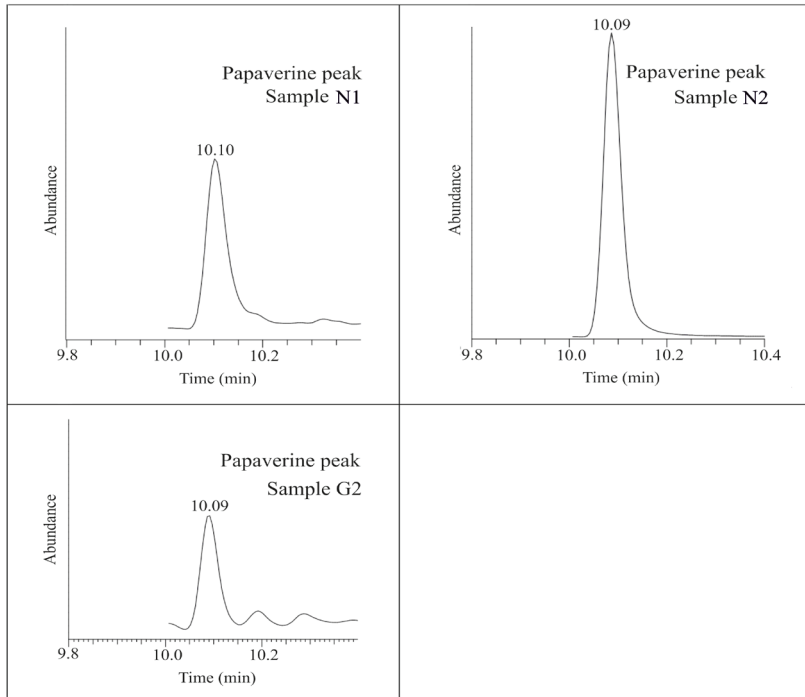 Papaverine peak
Sample N1
10.10
Abundance
9.8 10.0 10.2
Time (min)
10.09
Papaverine peak
Sample N2
Abundance
9.8 10.0 10.2 10.4
Time (min)
Papaverine peak
Sample G2
10.09
Abundance
9.8 10.0 10.2
Time (min)